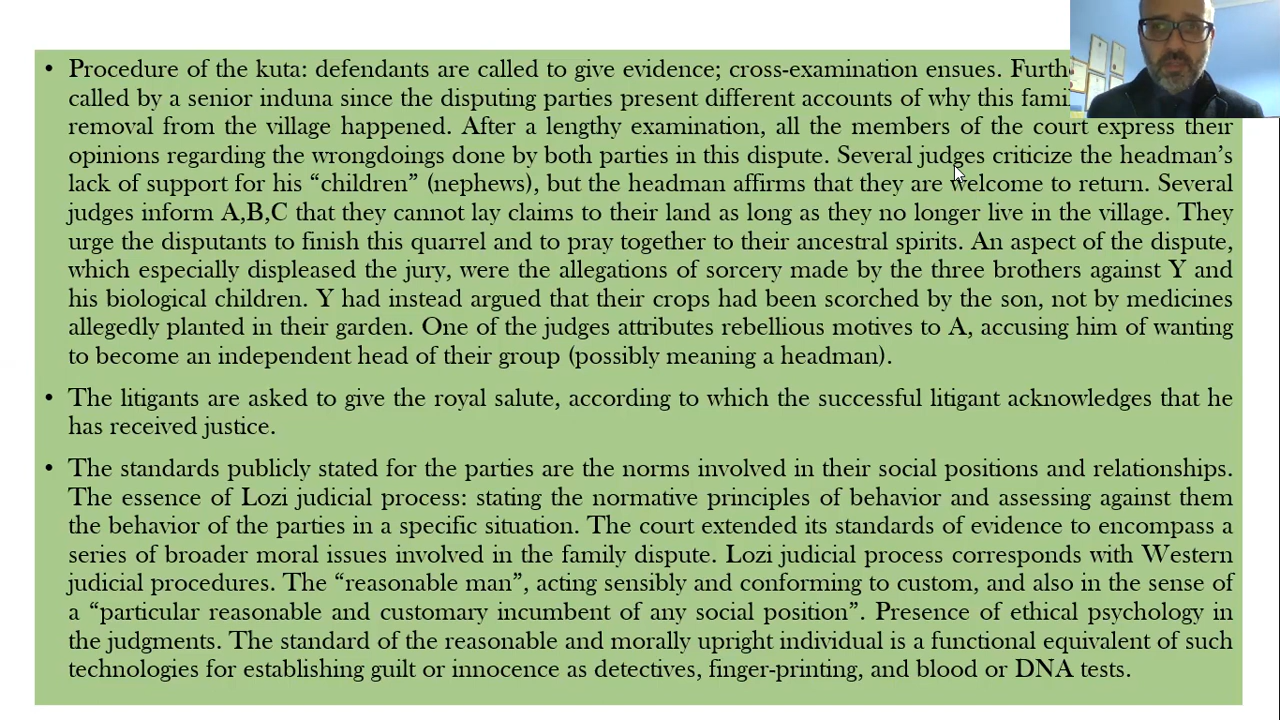 • Procedure of the kuta: defendants are called to give evidence; cross-examination ensues.
called by a senior induna since the disputing parties present different accounts of why this
removal from the village happened. After a lengthy examination, all the members of the court express their
opinions regarding the wrongdoings done by both parties in this dispute. Several judges criticize the headman’s
lack of support for his “children” (nephews), but the headman affirms that they are welcome to return. Several
judges inform A,B,C that they cannot lay claims to their land as long as they no longer live in the village. They
urge the disputants to finish this quarrel and to pray together to their ancestral spirits. An aspect of the dispute,
which especially displeased the jury, were the allegations of sorcery made by the three brothers against Y and
his biological children. Y had instead argued that their crops had been scorched by the son, not by medicines
allegedly planted in their garden. One of the judges attributes rebellious motives to A, accusing him of wanting
to become an independent head of their group (possibly meaning a headman).
• The litigants are asked to give the royal salute, according to which the successful litigant acknowledges that he
has received justice.
• The standards publicly stated for the parties are the norms involved in their social positions and relationships.
The essence of Lozi judicial process: stating the normative principles of behavior and assessing against them
the behavior of the parties in a specific situation. The court extended its standards of evidence to encompass a
series of broader moral issues involved in the family dispute. Lozi judicial process corresponds with Western
judicial procedures. The “reasonable man”, acting sensibly and conforming to custom, and also in the sense of
a “particular reasonable and customary incumbent of any social position”. Presence of ethical psychology in
the judgments. The standard of the reasonable and morally upright individual is a functional equivalent of such
technologies for establishing guilt or innocence as detectives, finger-printing, and blood or DNA tests.